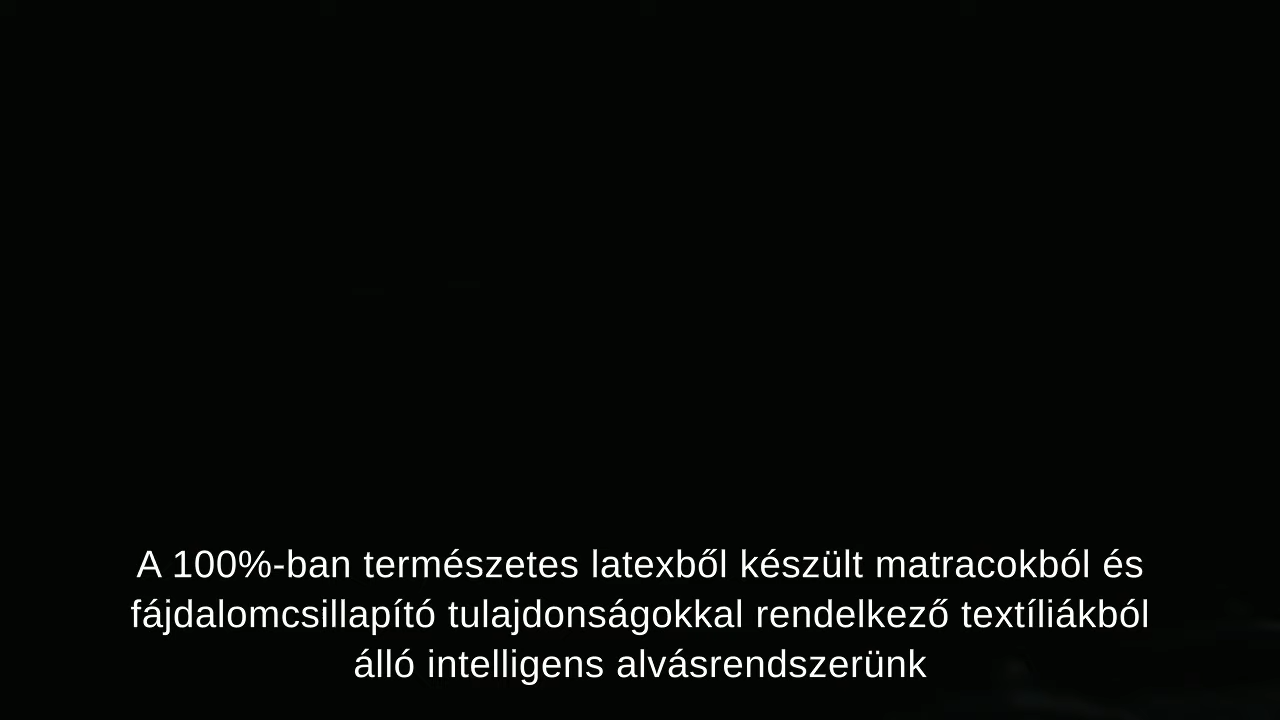 A 100%-ban természetes latexből készült matracokból és
fájdalomcsillapító tulajdonságokkal rendelkező textíliákból
álló intelligens alvásrendszerünk